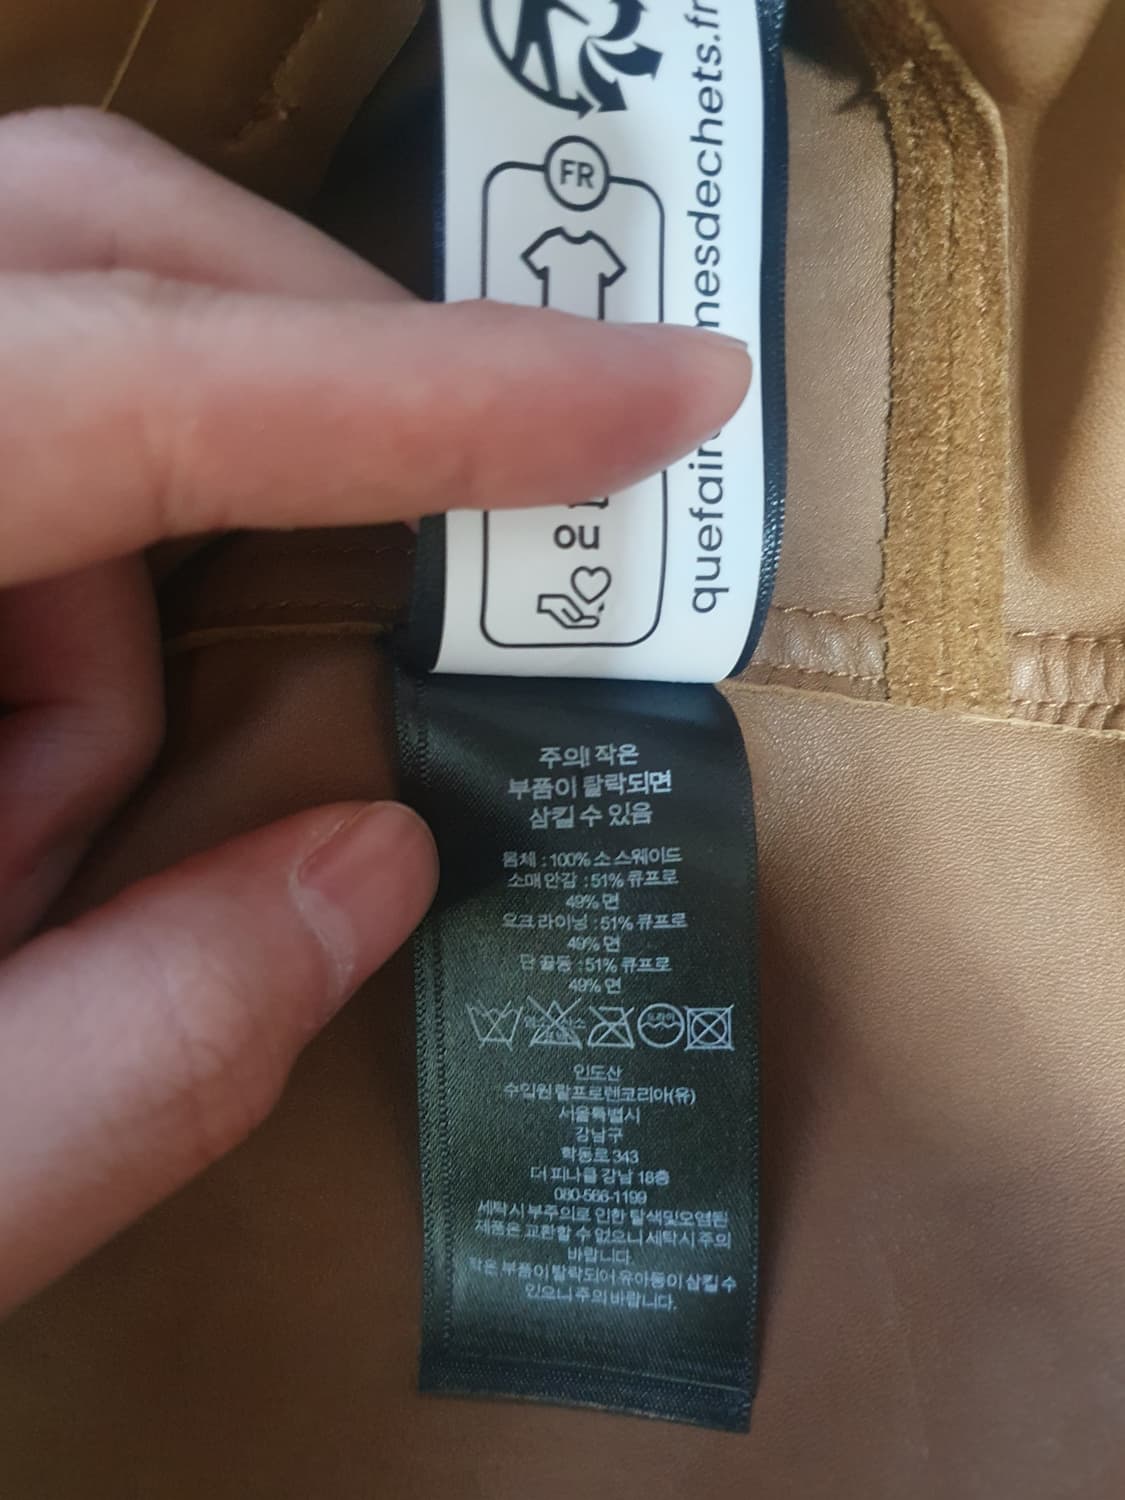 FR
ou
주의! 작은
부품이 탈락되면
삼킬 수 있음
몸체 : 100% 소 스웨이드
소매 안감 : 51% 큐프로
49% 면
오크 라이닝 : 51% 큐프로
49% 면
단 끝동 : 51% 큐프로
49% 면
드라이
인도산
수입원 랄프로렌코리아(유)
서울특별시
강남구
학동로 343
더 피나클 강남 18층
080-566-1199
세탁시 부주의로 인한 탈색및오염된
제품은 교환할 수 없으니 세탁시 주의
바랍니다.
작은 부품이 탈락되어 유아등이 삼킬 수
있으니 주의 바랍니다.